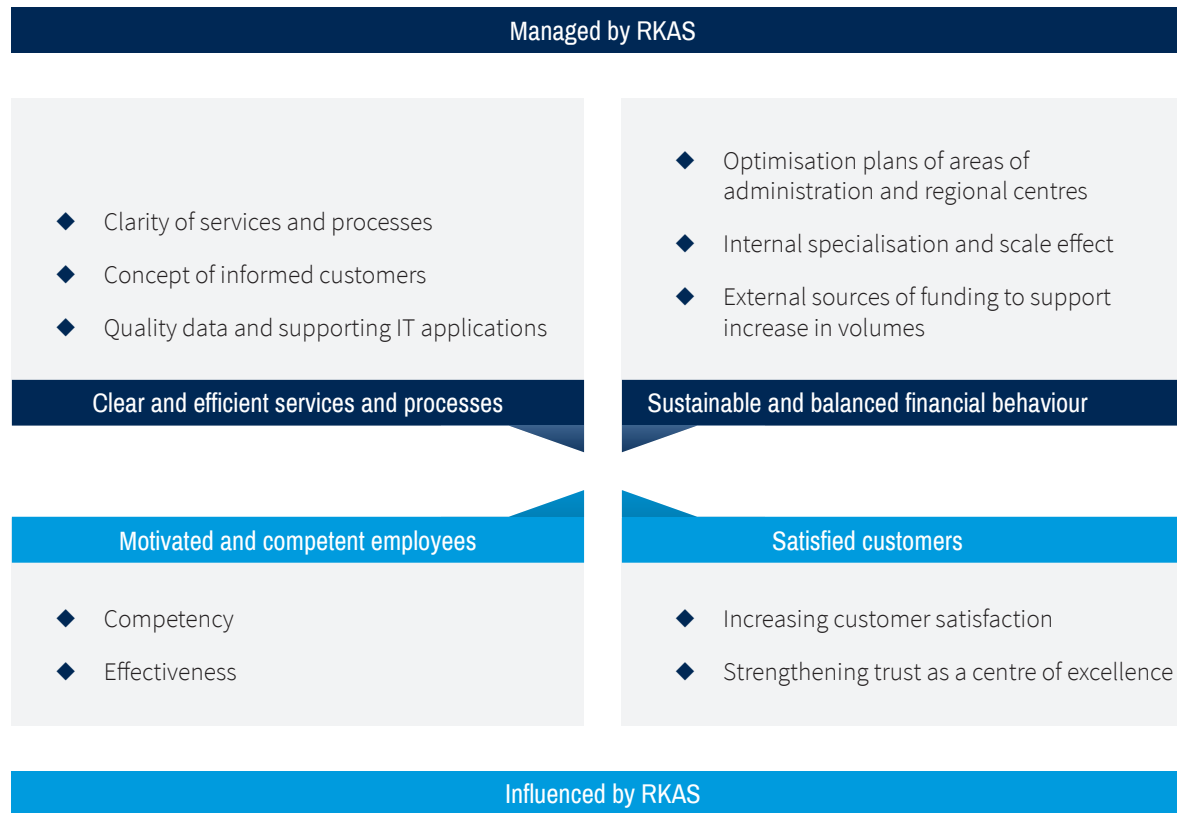 Managed by RKAS
Clarity of services and processes
Concept of informed customers
Quality data and supporting IT applications
Clear and efficient services and processes
Optimisation plans of areas of
administration and regional centres
Internal specialisation and scale effect
External sources of funding to support
increase in volumes
Sustainable and balanced financial behaviour
Motivated and competent employees
Competency
Effectiveness
Satisfied customers
Increasing customer satisfaction
Strengthening trust as a centre of excellence
Influenced by RKAS